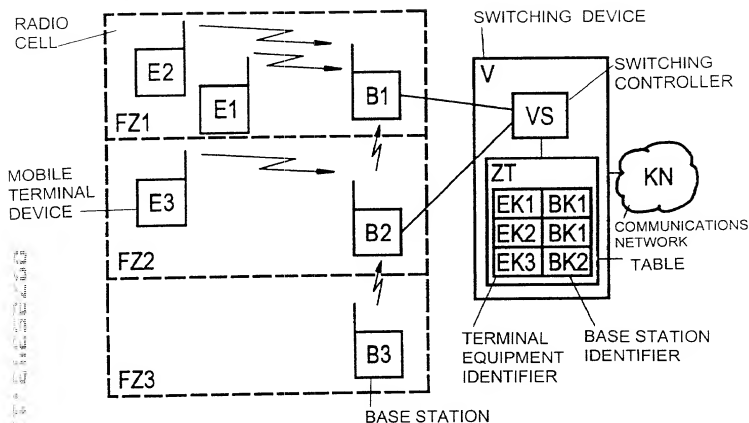 RADIO
CELL
E2
E1
B1
FZ1
MOBILE
TERMINAL
DEVICE
E3
B2
FZ2
B3
FZ3
BASE STATION
SWITCHING DEVICE
V
SWITCHING
CONTROLLER
VS
ZT
EK1 BK1
EK2 BK1
EK3 BK2
KN
COMMUNICATIONS
NETWORK
TABLE
TERMINAL
EQUIPMENT
IDENTIFIER
BASE STATION
IDENTIFIER